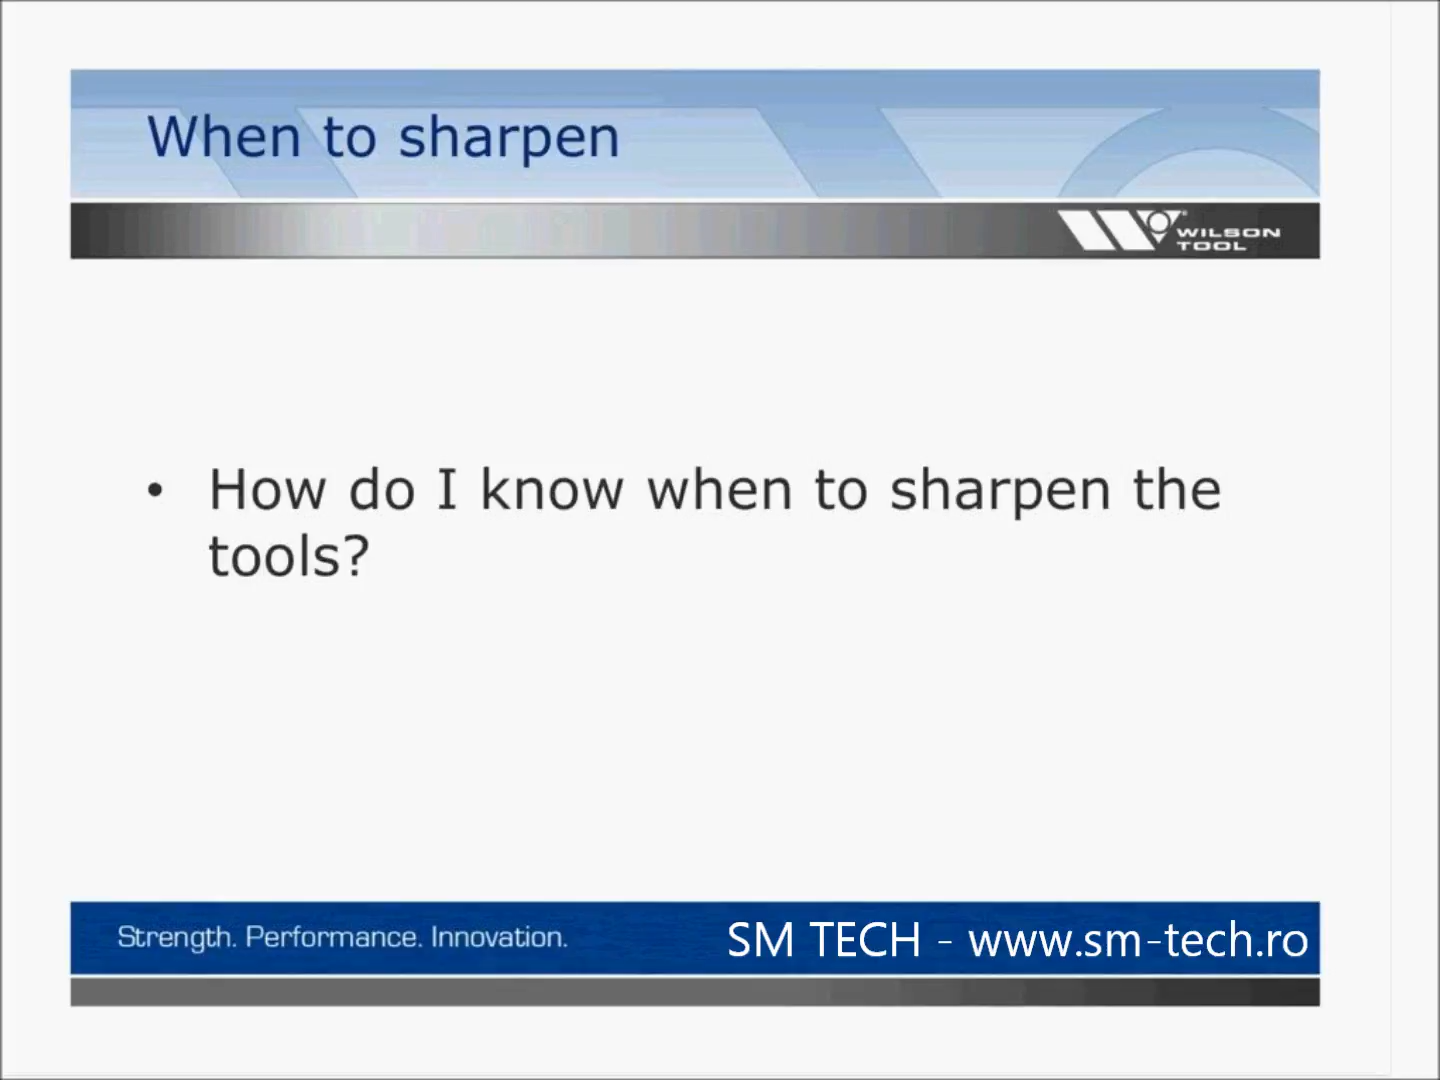 When to sharpen
WILSON
TOOL
• How do I know when to sharpen the
tools?
Strength. Performance. Innovation.
SM TECH - www.sm-tech.ro